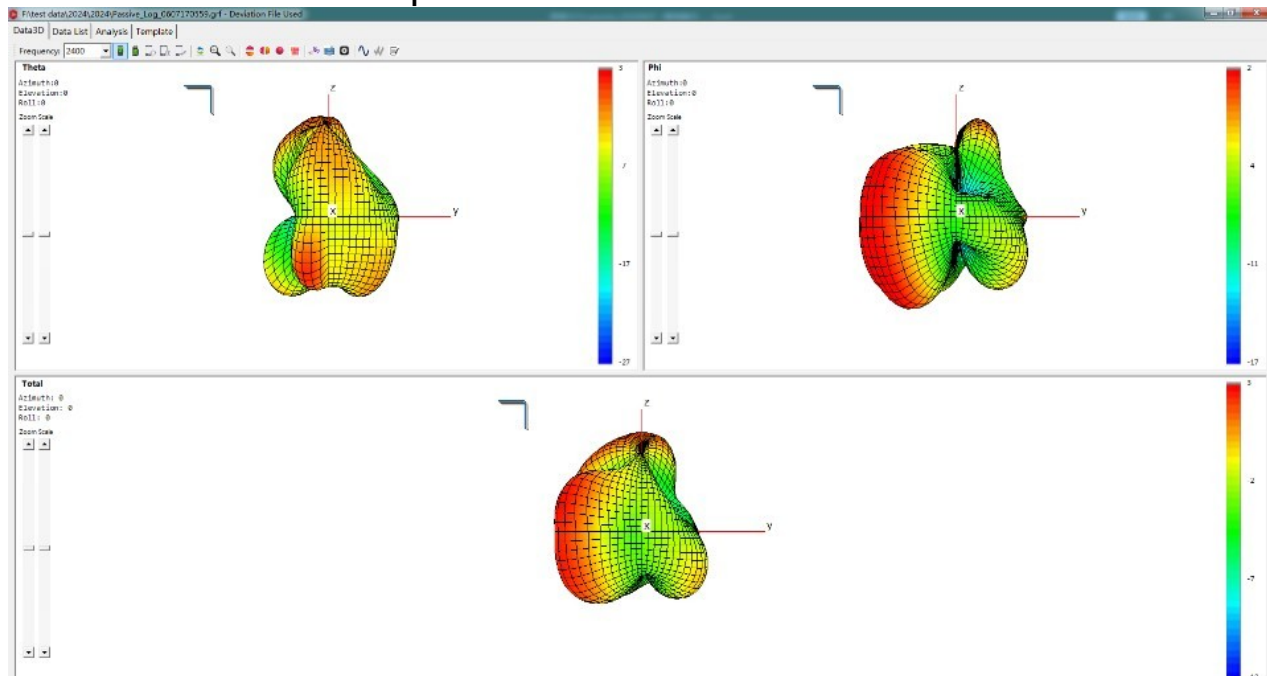 F:\test data\2024\2024\Passive_Log_0607170559.grf - Deviation File Used
Data3D Data List Analysis Template
Frequency: 2400
Theta
Azimuth:0
Elevation:0
Roll:0
Zoom Scale
z
x
y
3
-7
-17
-27
Phi
Azimuth:0
Elevation:0
Roll:0
Zoom Scale
z
x
y
2
-4
-11
-17
Total
Azimuth: 0
Elevation: 0
Roll: 0
Zoom Scale
z
x
y
3
-2
-7